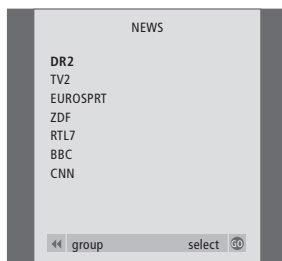 NEWS
DR2
TV2
EUROSPRT
ZDF
RTL7
BBC
CNN
group select GO